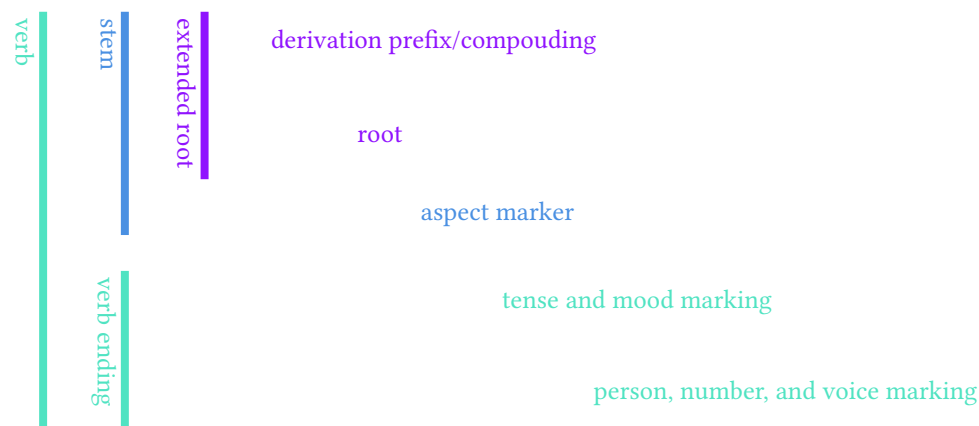 verb
stem
extended root
derivation prefix/compouding
root
aspect marker
verb ending
tense and mood marking
person, number, and voice marking